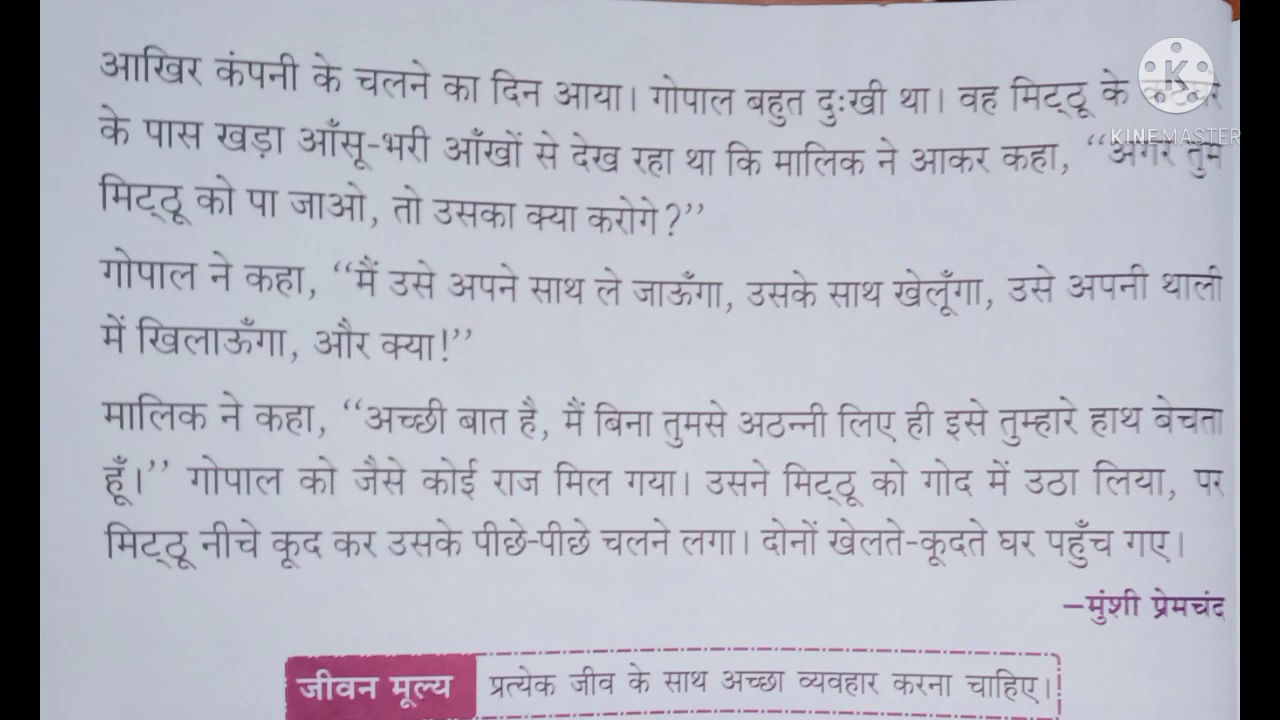 आखिर कंपनी के चलने का दिन आया। गोपाल बहुत दुःखी था। वह मिट्ठू के
के पास खड़ा आँसू-भरी आँखों से देख रहा था कि मालिक ने आकर कहा, “अगर तुम
मिट्ठू को पा जाओ, तो उसका क्या करोगे?”
गोपाल ने कहा, “मैं उसे अपने साथ ले जाऊँगा, उसके साथ खेलूँगा, उसे अपनी थाली
में खिलाऊँगा, और क्या!”
मालिक ने कहा, “अच्छी बात है, मैं बिना तुमसे अठन्नी लिए ही इसे तुम्हारे हाथ बेचता
हूँ।” गोपाल को जैसे कोई राज मिल गया। उसने मिट्ठू को गोद में उठा लिया, पर
मिट्ठू नीचे कूद कर उसके पीछे-पीछे चलने लगा। दोनों खेलते-कूदते घर पहुँच गए।
–मुंशी प्रेमचंद
जीवन मूल्य प्रत्येक जीव के साथ अच्छा व्यवहार करना चाहिए।
K
KINEMASTER